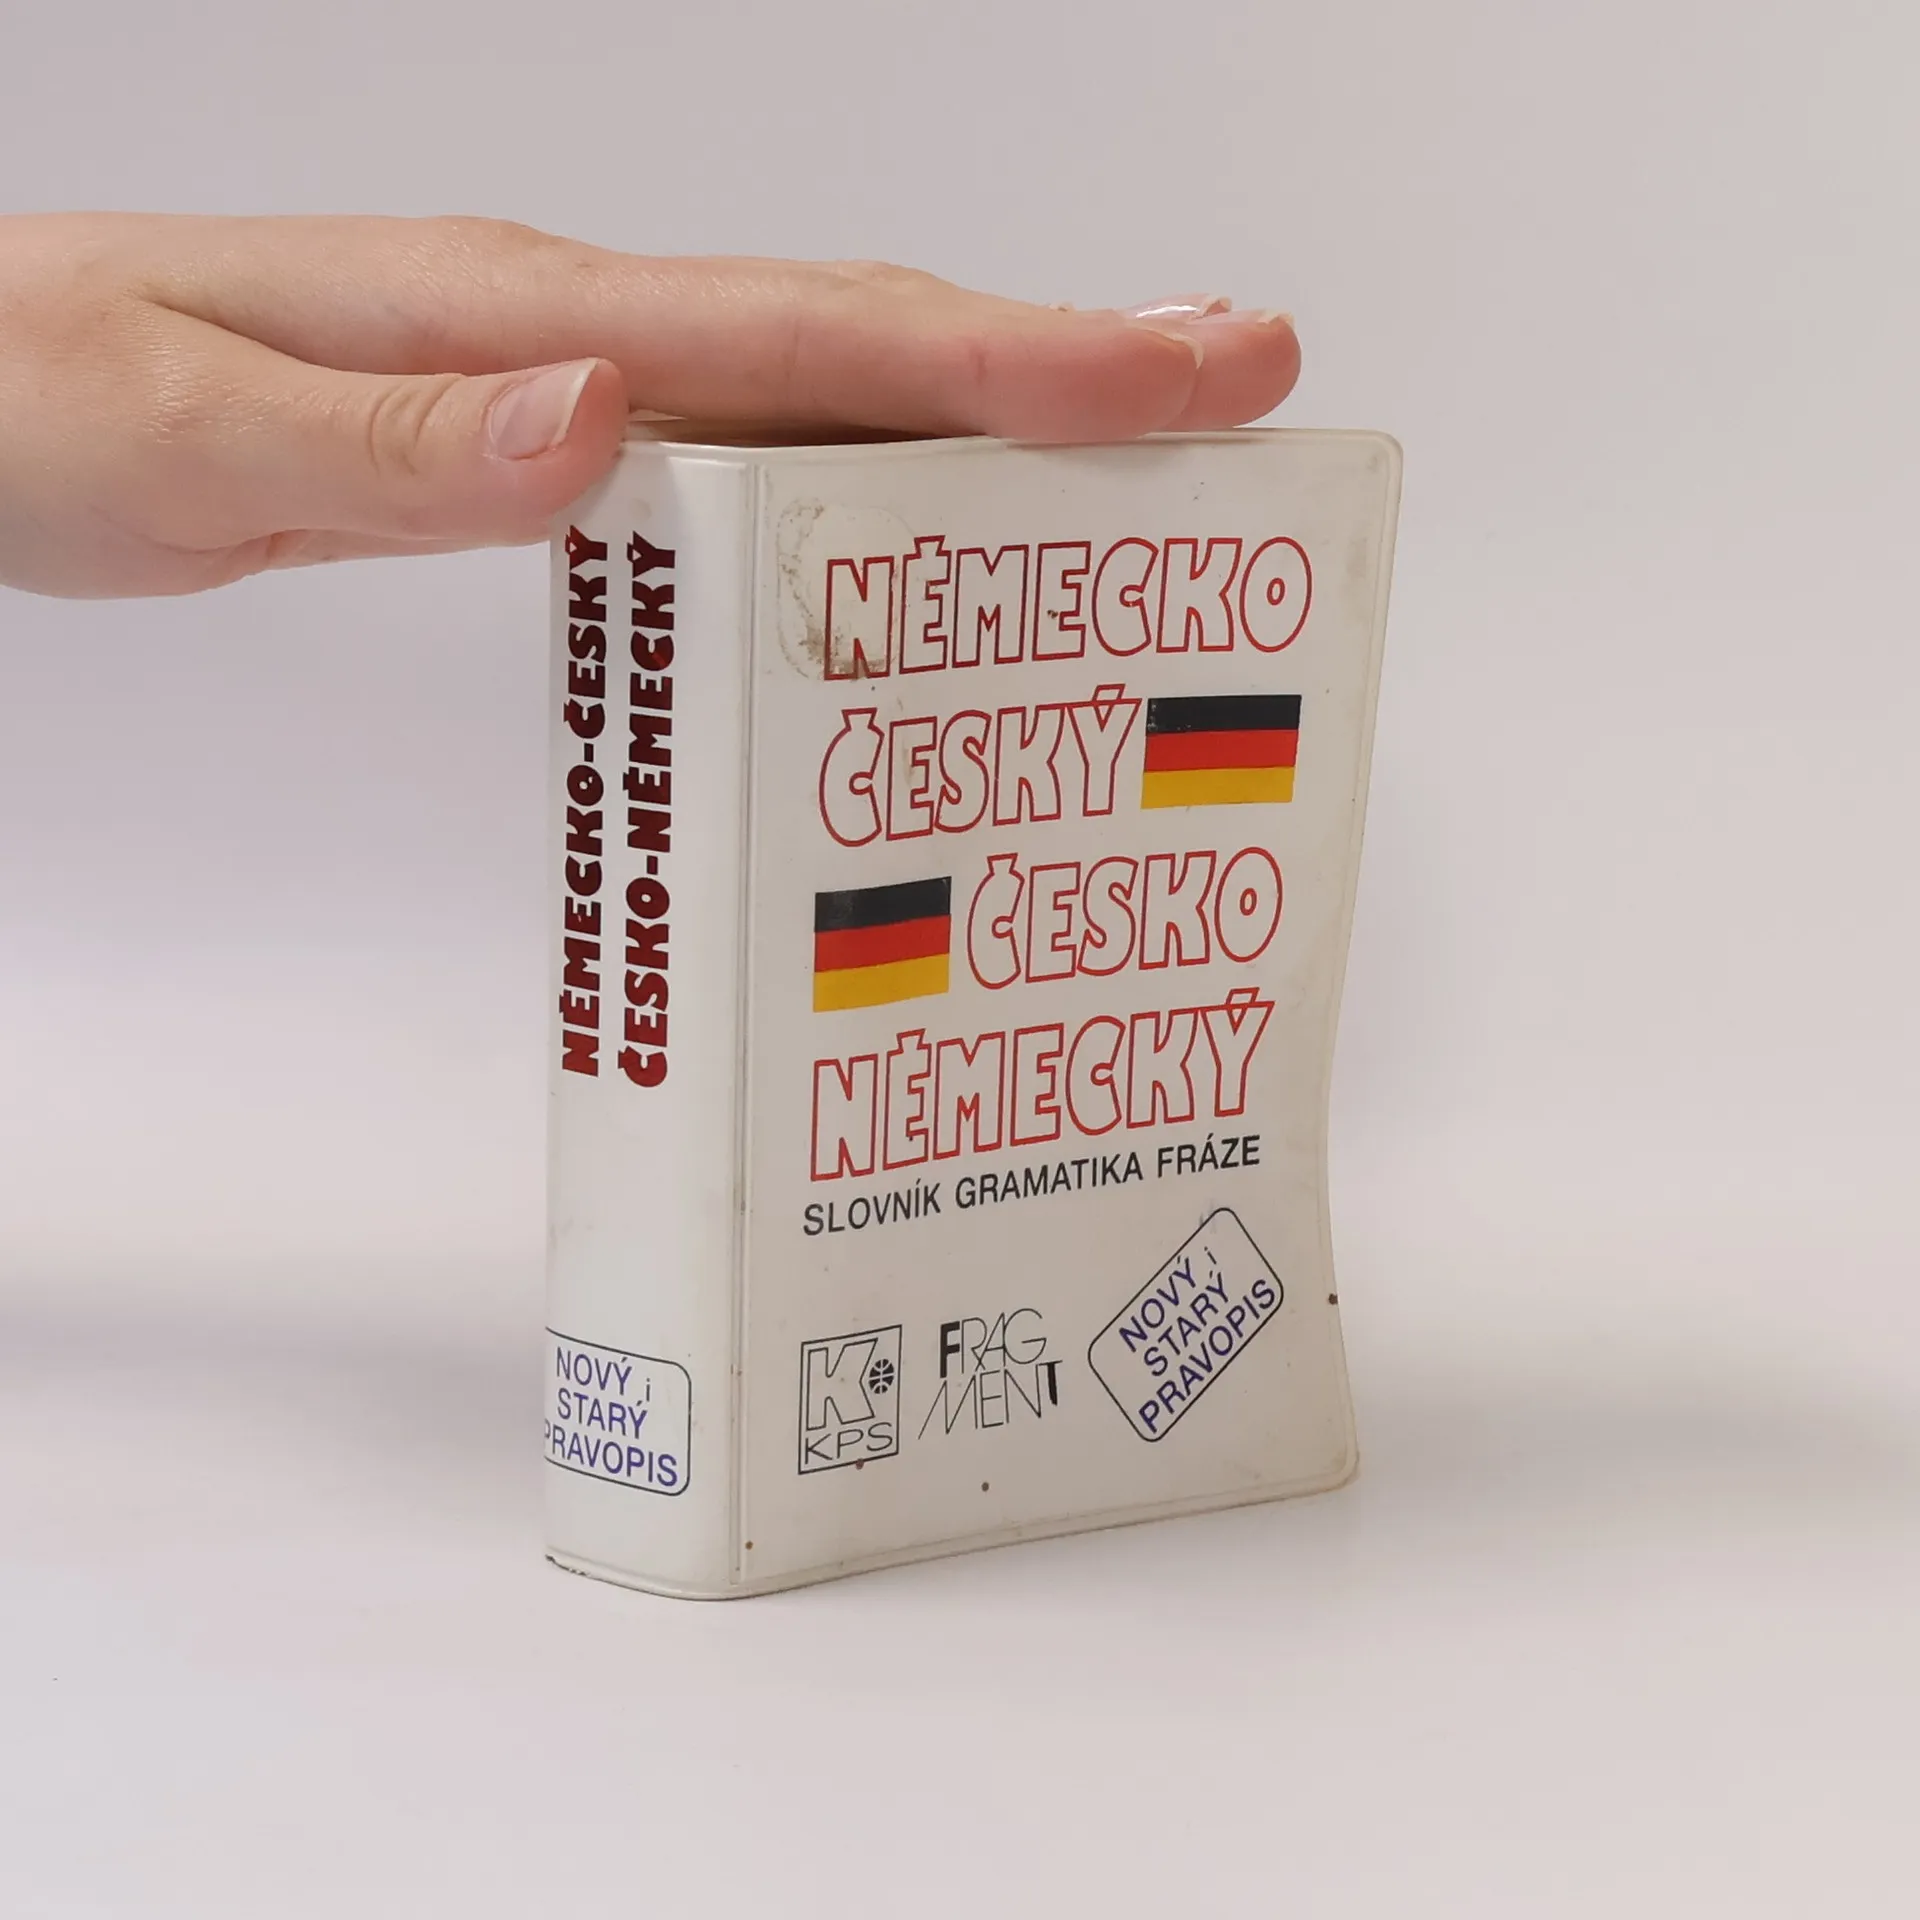 NĚMECKO-ČESKÝ
ČESKO-NĚMECKÝ
NOVÝ i
STARÝ
PRAVOPIS
NĚMECKO
ČESKÝ
ČESKO
NĚMECKÝ
SLOVNÍK GRAMATIKA FRÁZE
K
KPS
FRAG
MENT
NOVÝ i
STARÝ
PRAVOPIS